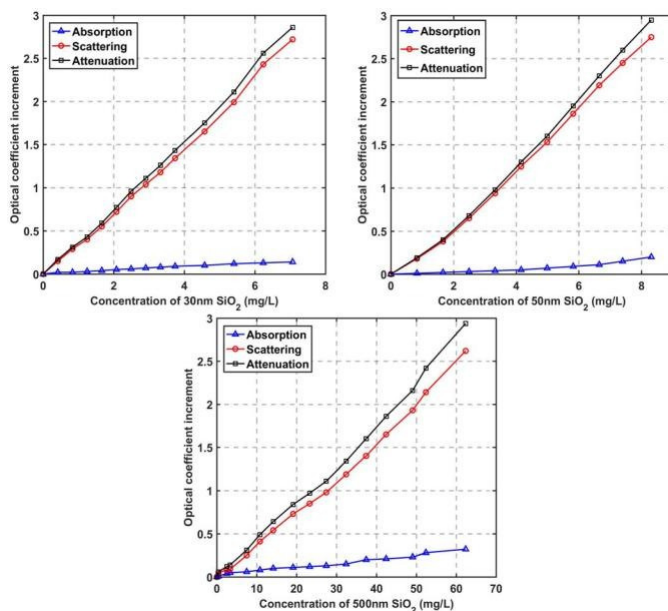 3
2.5
2
1.5
1
0.5
0
Optical coefficient increment
Absorption
Scattering
Attenuation
0 2 4 6 8
Concentration of 30nm SiO₂ (mg/L)
3
2.5
2
1.5
1
0.5
0
Optical coefficient increment
Absorption
Scattering
Attenuation
0 2 4 6 8
Concentration of 50nm SiO₂ (mg/L)
3
2.5
2
1.5
1
0.5
0
Optical coefficient increment
Absorption
Scattering
Attenuation
0 10 20 30 40 50 60 70
Concentration of 500nm SiO₂ (mg/L)